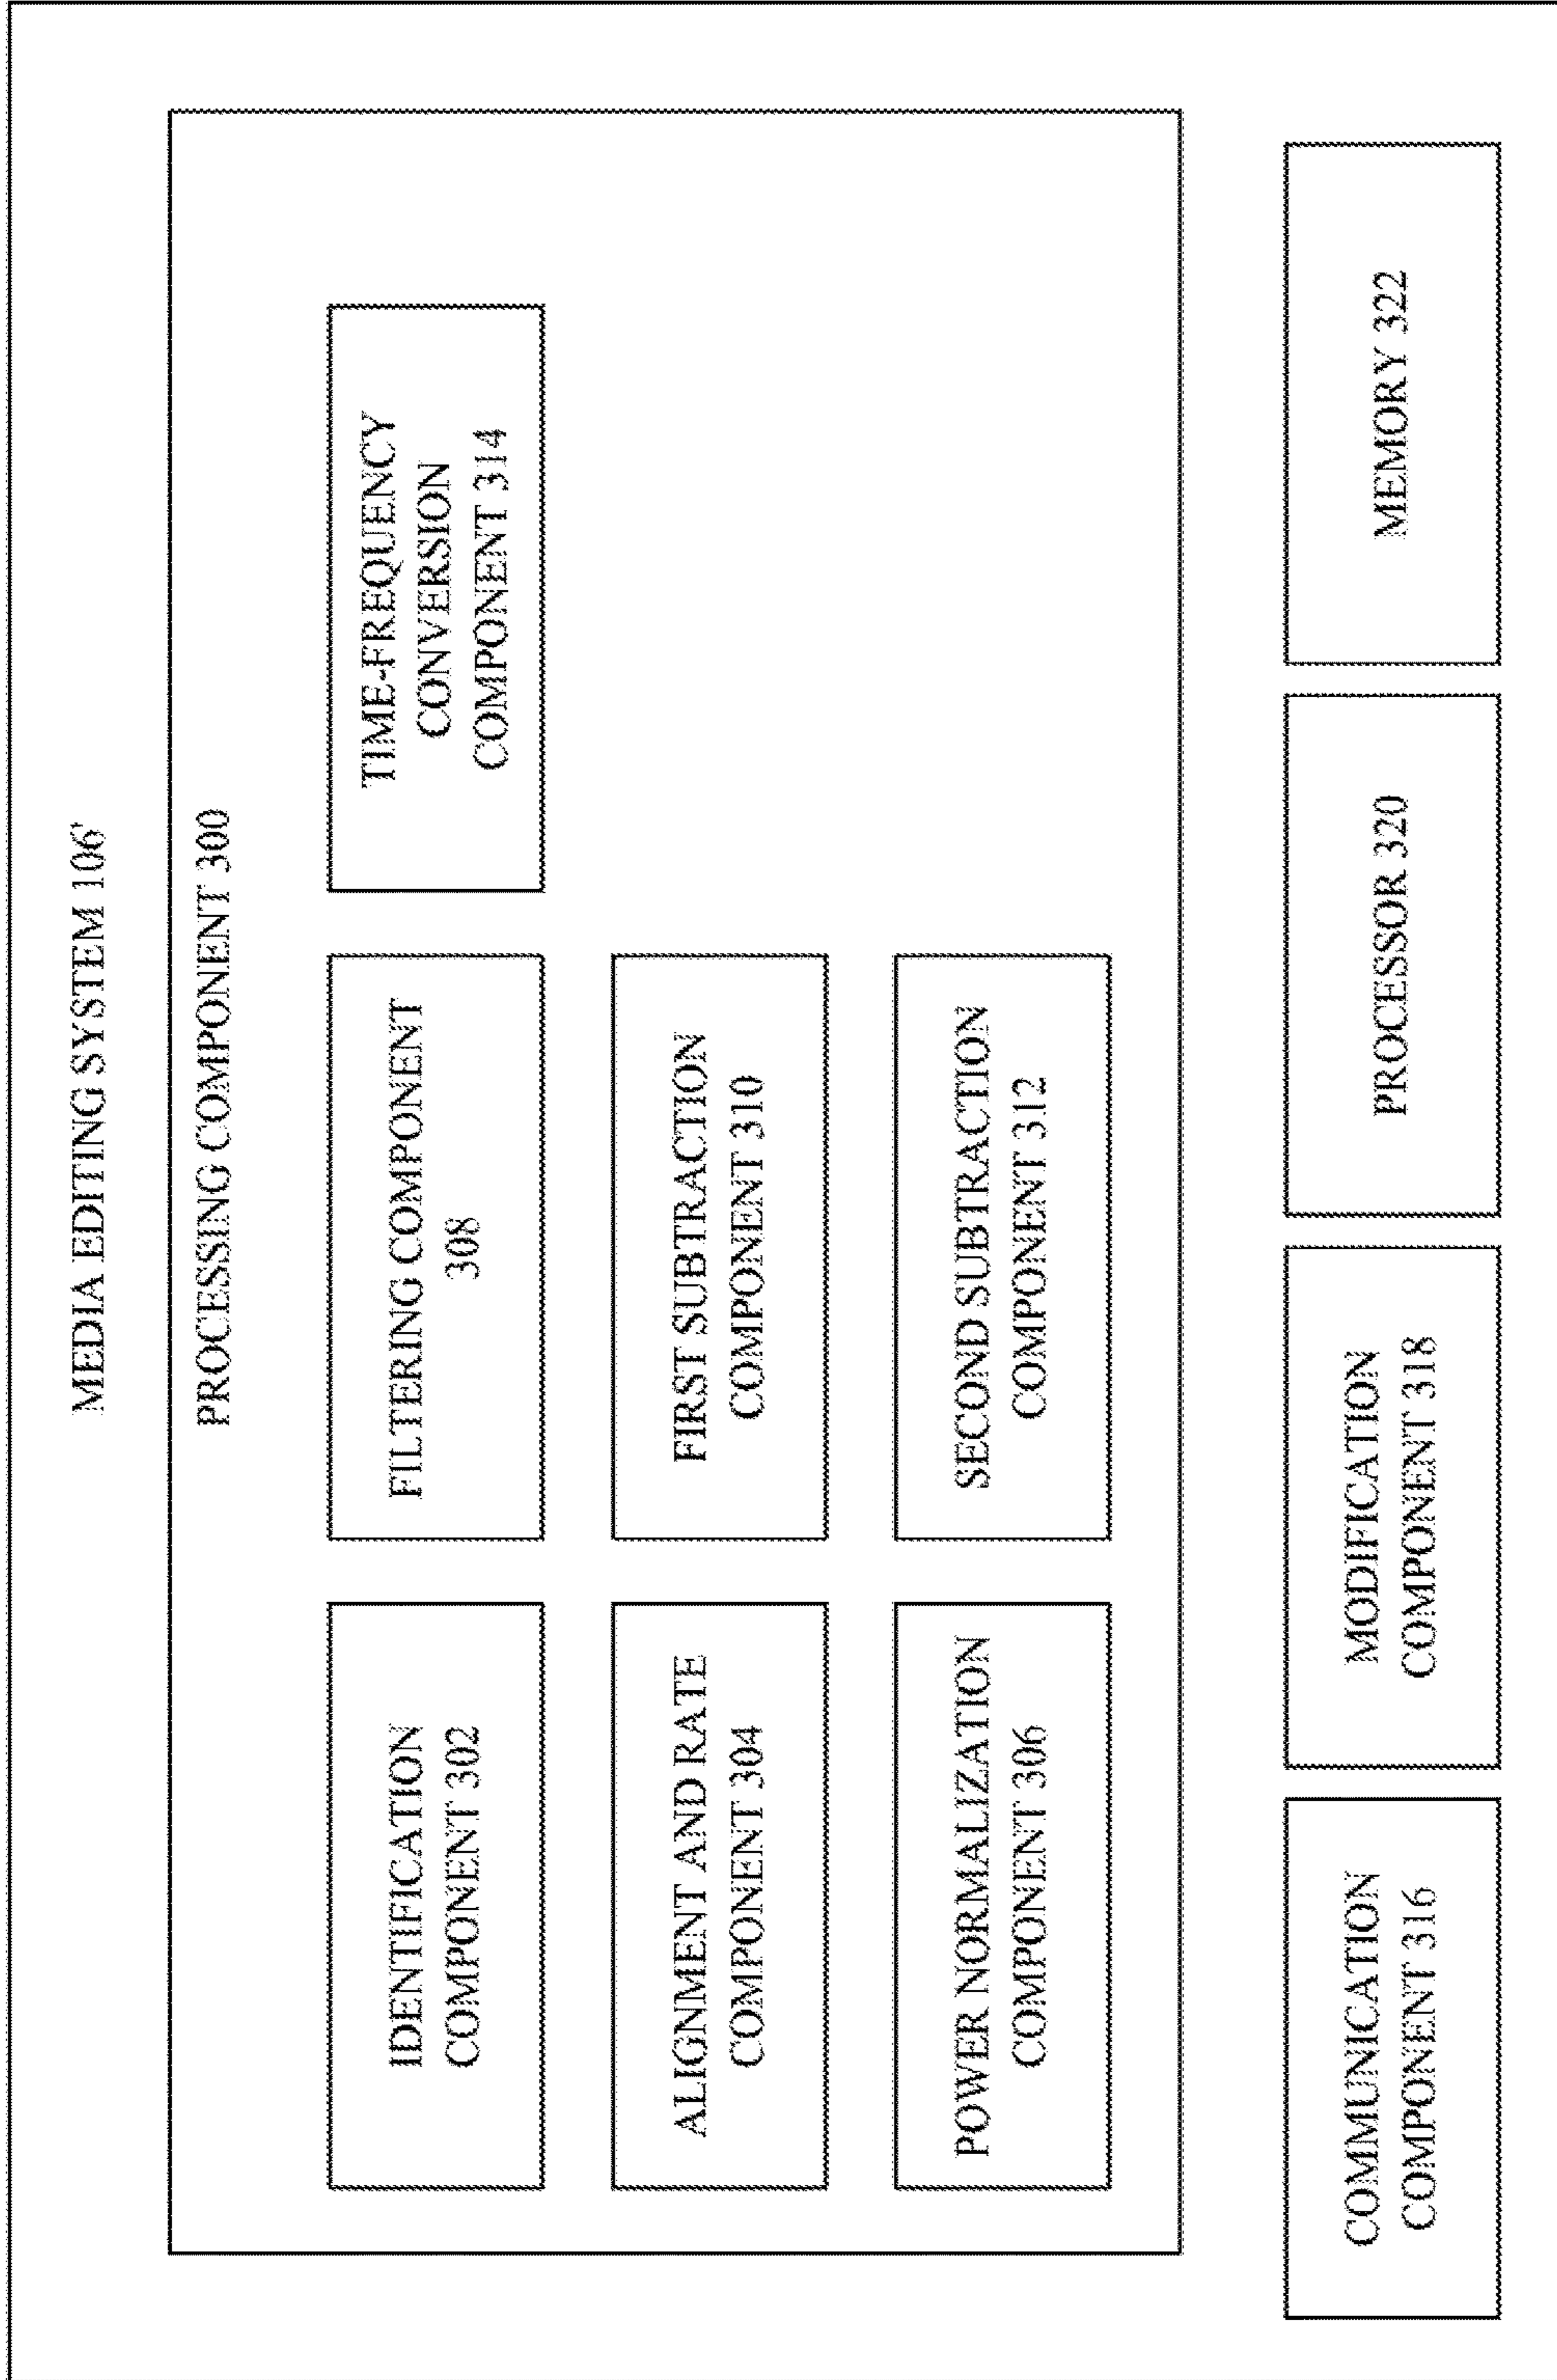 MEDIA EDITING SYSTEM 106'
PROCESSING COMPONENT 300
IDENTIFICATION
COMPONENT 302
FILTERING COMPONENT
308
TIME-FREQUENCY
CONVERSION
COMPONENT 314
ALIGNMENT AND RATE
COMPONENT 304
FIRST SUBTRACTION
COMPONENT 310
POWER NORMALIZATION
COMPONENT 306
SECOND SUBTRACTION
COMPONENT 312
COMMUNICATION
COMPONENT 316
MODIFICATION
COMPONENT 318
PROCESSOR 320
MEMORY 322